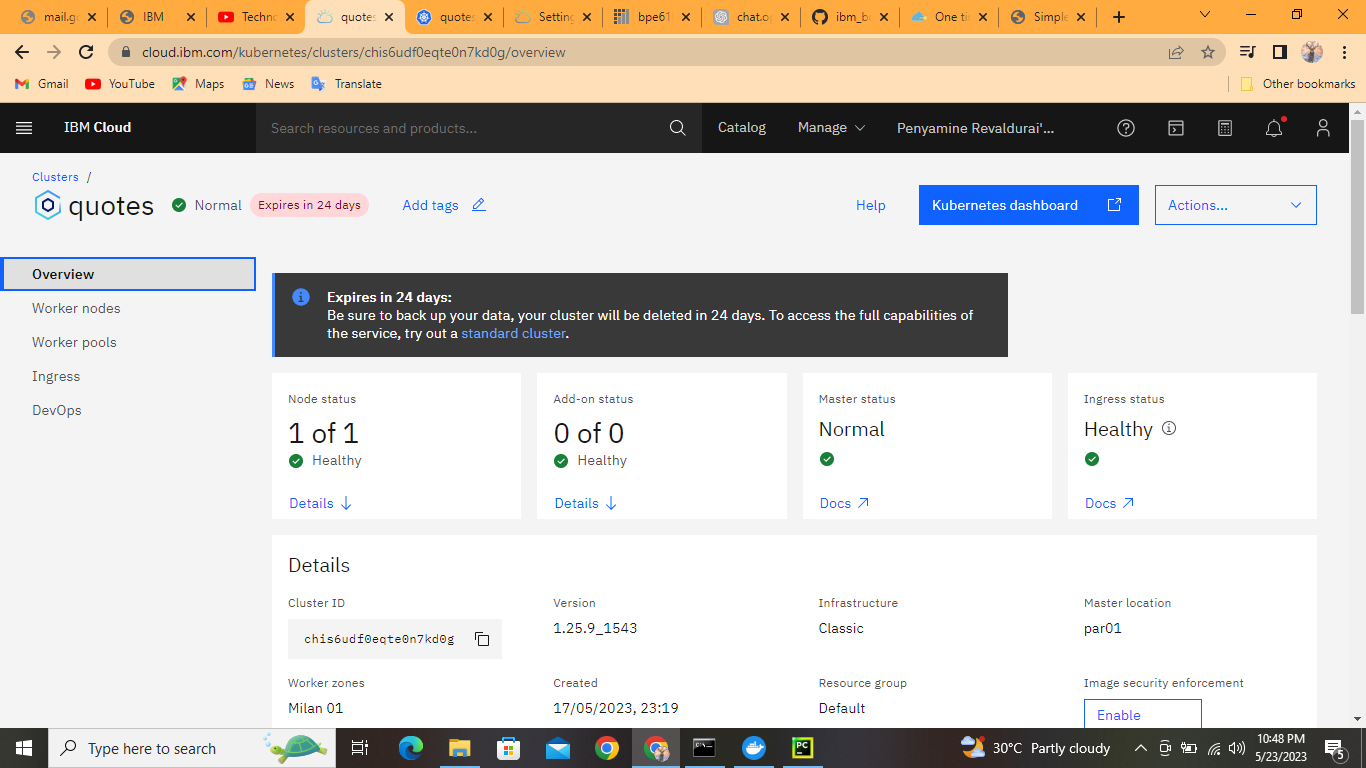 mail.g
IBM
Techno
quotes
quotes
Setting
bpe61
chat.op
ibm_bu
One tir
Simple
cloud.ibm.com/kubernetes/clusters/chis6udf0eqte0n7kd0g/overview
Gmail
YouTube
Maps
News
Translate
Other bookmarks
IBM Cloud
Search resources and products...
Catalog
Manage
Penyamine Revaldurai'...
Clusters /
quotes
Normal
Expires in 24 days
Add tags
Help
Kubernetes dashboard
Actions...
Overview
Worker nodes
Worker pools
Ingress
DevOps
Expires in 24 days:
Be sure to back up your data, your cluster will be deleted in 24 days. To access the full capabilities of
the service, try out a standard cluster.
Node status
1 of 1
Healthy
Details
Add-on status
0 of 0
Healthy
Details
Master status
Normal
Docs
Ingress status
Healthy
Docs
Details
Cluster ID
chis6udf0eqte0n7kd0g
Version
1.25.9_1543
Infrastructure
Classic
Master location
par01
Worker zones
Milan 01
Created
17/05/2023, 23:19
Resource group
Default
Image security enforcement
Enable
Type here to search
PC
30°C Partly cloudy
10:48 PM
5/23/2023
5